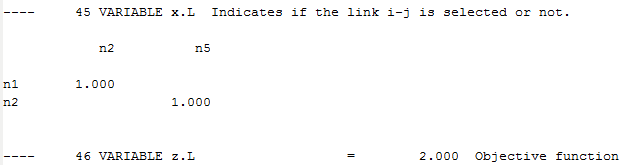 ----     45 VARIABLE x.L  Indicates if the link i-j is selected or not.
            n2          n5
n1       1.000
n2                   1.000
----     46 VARIABLE z.L                   =        2.000  Objective function